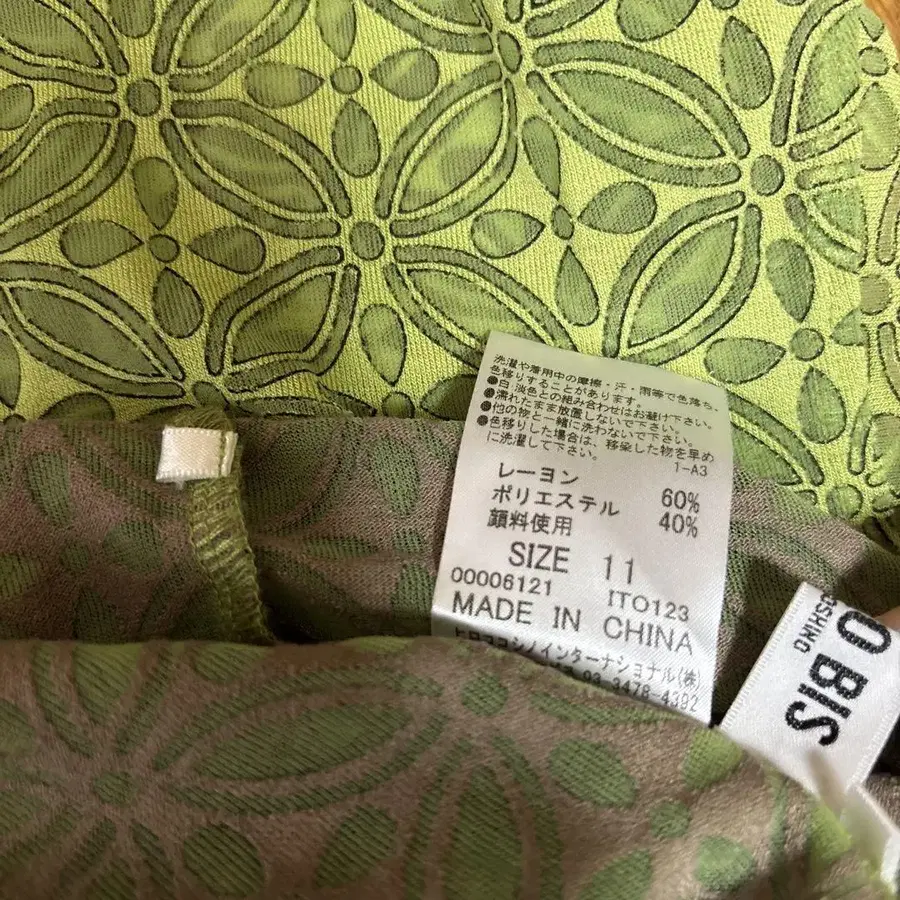 洗濯や着用中の摩擦・汗・雨等で色落ち、
色移りすることがあります。
●白、淡色との組み合わせはお避け下さい。
●濡れたまま放置しないで下さい。
●他の物と一緒に洗わないで下さい。
●色移りした場合は、移染した物を早め
に洗濯して下さい。
1-A3
レーヨン 60%
ポリエステル 40%
顔料使用
SIZE 11
00006121 ITO123
MADE IN CHINA
ヒロココシノインターナショナル(株)
03-3478-4392
O BIS
OSHINO